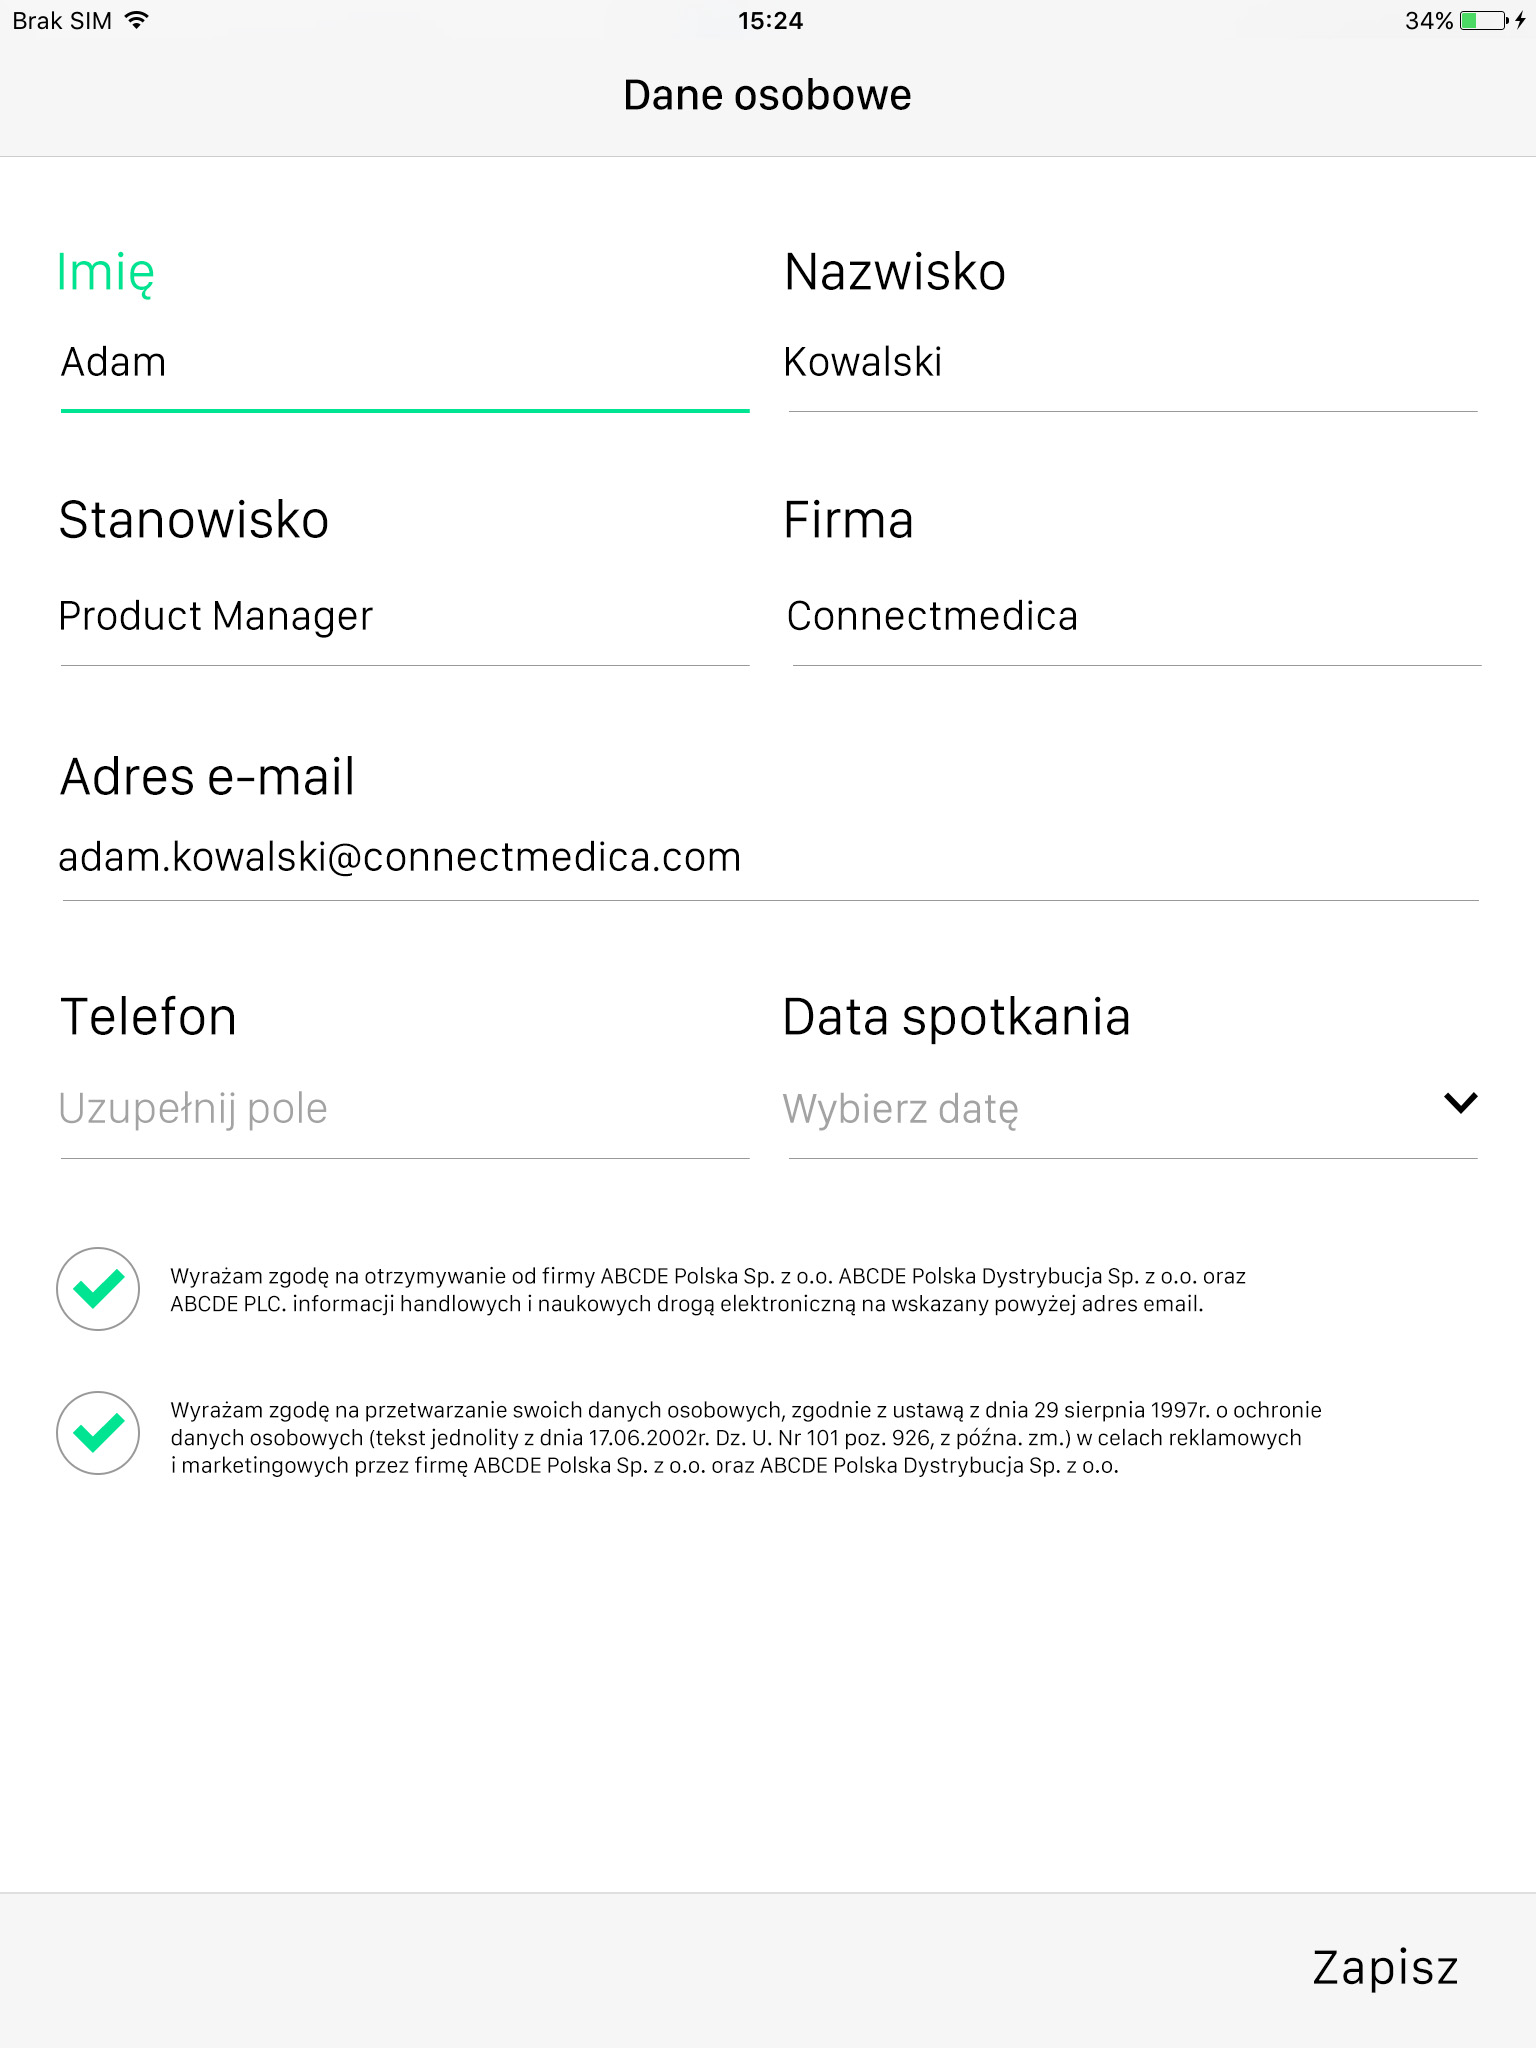 Brak SIM 15:24 34%
Dane osobowe
Imię Nazwisko
Adam Kowalski
Stanowisko Firma
Product Manager Connectmedica
Adres e-mail
adam.kowalski@connectmedica.com
Telefon Data spotkania
Uzupełnij pole Wybierz datę
Wyrażam zgodę na otrzymywanie od firmy ABCDE Polska Sp. z o.o. ABCDE Polska Dystrybucja Sp. z o.o. oraz
ABCDE PLC. informacji handlowych i naukowych drogą elektroniczną na wskazany powyżej adres email.
Wyrażam zgodę na przetwarzanie swoich danych osobowych, zgodnie z ustawą z dnia 29 sierpnia 1997r. o ochronie
danych osobowych (tekst jednolity z dnia 17.06.2002r. Dz. U. Nr 101 poz. 926, z późna. zm.) w celach reklamowych
i marketingowych przez firmę ABCDE Polska Sp. z o.o. oraz ABCDE Polska Dystrybucja Sp. z o.o.
Zapisz